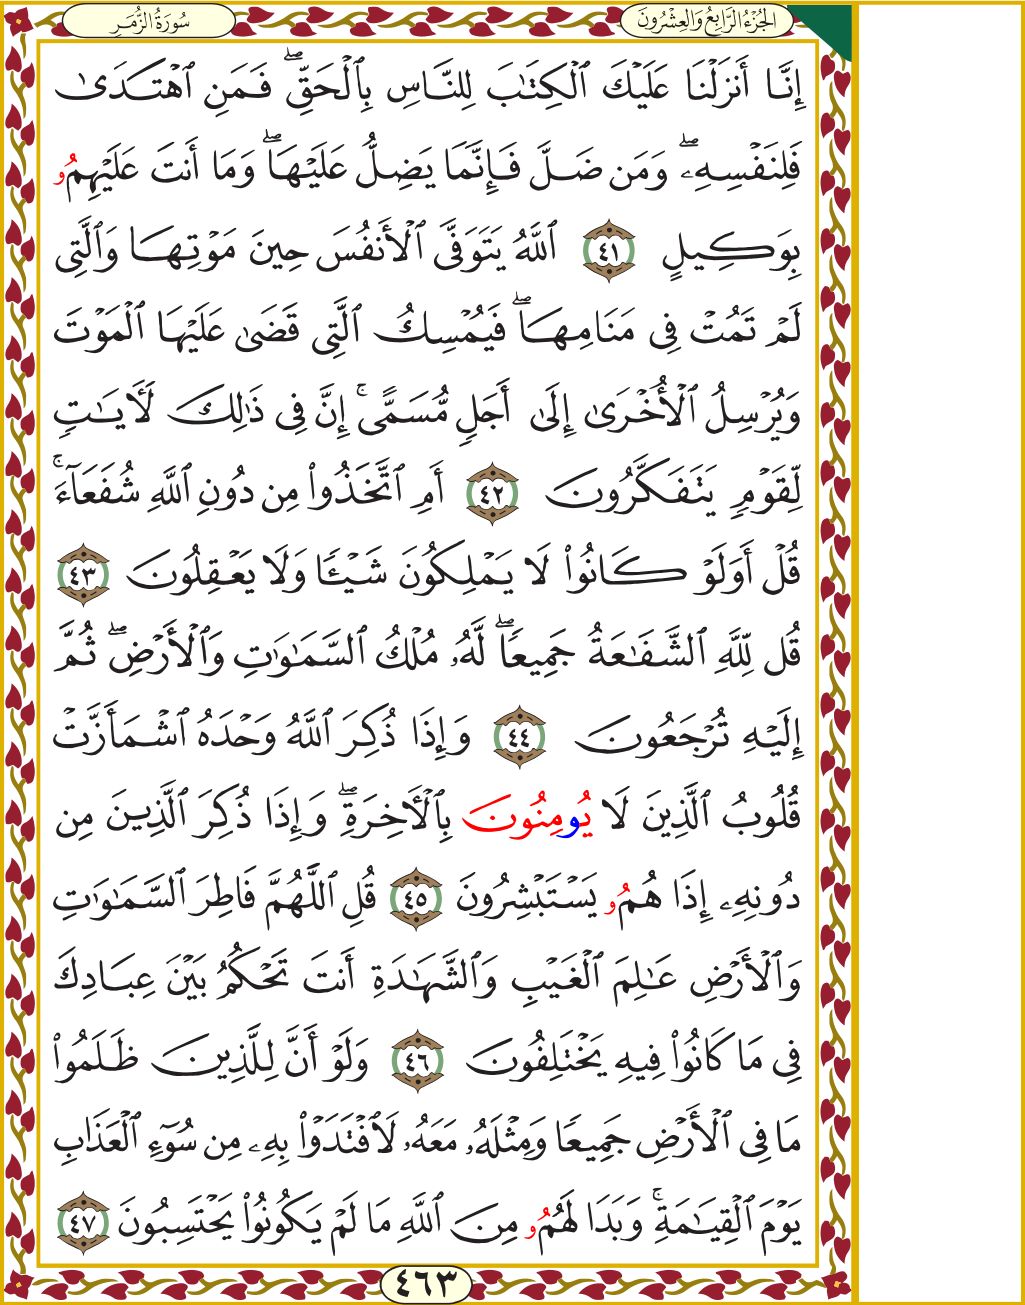 الجُزْءُ الرَّابِعُ وَالعِشْرُونَ
سُورَةُ الزُّمَرِ
إِنَّا أَنزَلْنَا عَلَيْكَ ٱلْكِتَٰبَ لِلنَّاسِ بِٱلْحَقِّۖ فَمَنِ ٱهْتَدَىٰ
فَلِنَفْسِهِۦۖ وَمَن ضَلَّ فَإِنَّمَا يَضِلُّ عَلَيْهَاۖ وَمَا أَنتَ عَلَيْهِمُۥ
بِوَكِيلٍ ٤١ ٱللَّهُ يَتَوَفَّى ٱلْأَنفُسَ حِينَ مَوْتِهَا وَٱلَّتِى
لَمْ تَمُتْ فِى مَنَامِهَاۖ فَيُمْسِكُ ٱلَّتِى قَضَىٰ عَلَيْهَا ٱلْمَوْتَ
وَيُرْسِلُ ٱلْأُخْرَىٰ إِلَىٰ أَجَلٍ مُّسَمًّىۚ إِنَّ فِى ذَٰلِكَ لَأَيَٰتٍ
لِّقَوْمٍ يَتَفَكَّرُونَ ٤٢ أَمِ ٱتَّخَذُوا۟ مِن دُونِ ٱللَّهِ شُفَعَآءَۚ
قُلْ أَوَلَوْ كَانُوا۟ لَا يَمْلِكُونَ شَيْـًٔا وَلَا يَعْقِلُونَ ٤٣
قُل لِّلَّهِ ٱلشَّفَٰعَةُ جَمِيعًاۖ لَّهُۥ مُلْكُ ٱلسَّمَٰوَٰتِ وَٱلْأَرْضِۖ ثُمَّ
إِلَيْهِ تُرْجَعُونَ ٤٤ وَإِذَا ذُكِرَ ٱللَّهُ وَحْدَهُ ٱشْمَأَزَّتْ
قُلُوبُ ٱلَّذِينَ لَا يُومِنُونَ بِٱلْأَخِرَةِۖ وَإِذَا ذُكِرَ ٱلَّذِينَ مِن
دُونِهِۦ إِذَا هُمُۥ يَسْتَبْشِرُونَ ٤٥ قُلِ ٱللَّهُمَّ فَاطِرَ ٱلسَّمَٰوَٰتِ
وَٱلْأَرْضِ عَٰلِمَ ٱلْغَيْبِ وَٱلشَّهَٰدَةِ أَنتَ تَحْكُمُ بَيْنَ عِبَادِكَ
فِى مَا كَانُوا۟ فِيهِ يَخْتَلِفُونَ ٤٦ وَلَوْ أَنَّ لِلَّذِينَ ظَلَمُوا۟
مَا فِى ٱلْأَرْضِ جَمِيعًا وَمِثْلَهُۥ مَعَهُۥ لَٱفْتَدَوْا۟ بِهِۦ مِن سُوٓءِ ٱلْعَذَابِ
يَوْمَ ٱلْقِيَٰمَةِۚ وَبَدَا لَهُمُۥ مِنَ ٱللَّهِ مَا لَمْ يَكُونُوا۟ يَحْتَسِبُونَ ٤٧
٤٦٣